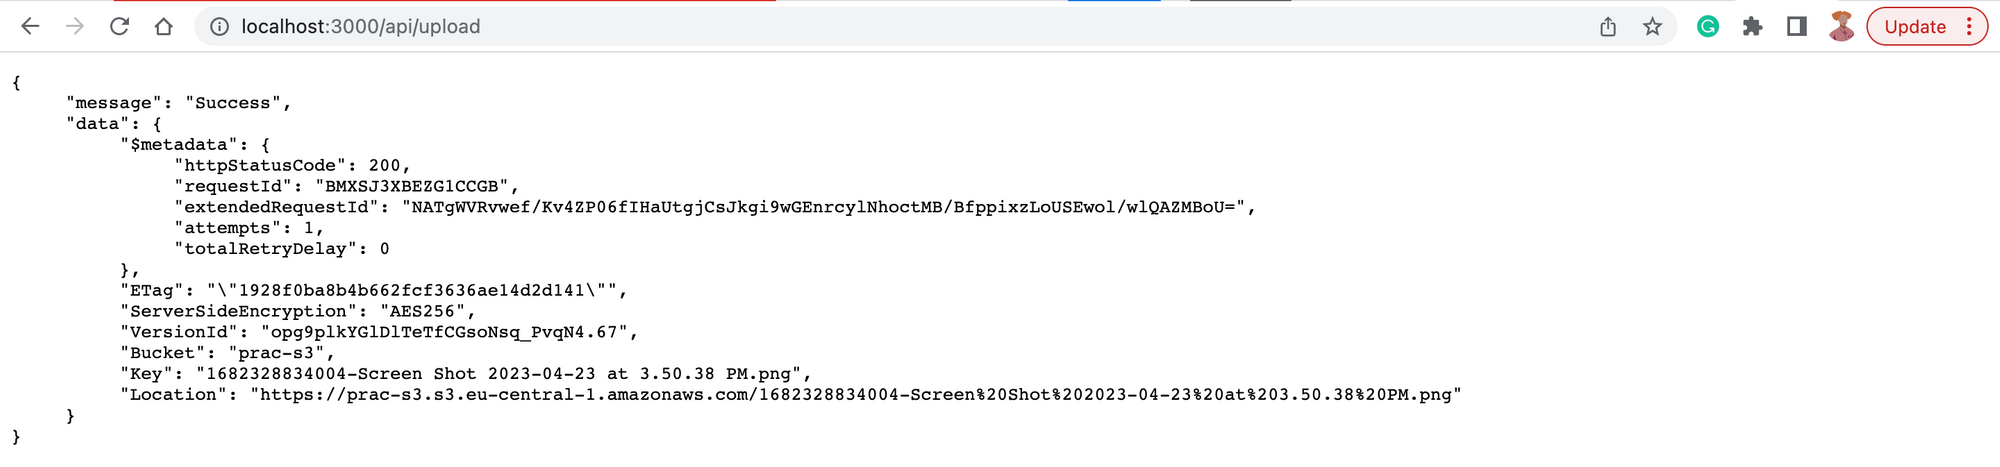 localhost:3000/api/upload
Update
{
"message": "Success",
"data": {
"$metadata": {
"httpStatusCode": 200,
"requestId": "BMXSJ3XBEZG1CCGB",
"extendedRequestId": "NATgWVRvwef/Kv4ZP06fIHaUtgjCsJkgi9wGEnrcylNhoctMB/BfppixzLoUSEwol/wlQAZMBoU=",
"attempts": 1,
"totalRetryDelay": 0
},
"ETag": "\"1928f0ba8b4b662fcf3636ae14d2d141\"",
"ServerSideEncryption": "AES256",
"VersionId": "opg9plkYGlDlTeTfCGsoNsq_PvqN4.67",
"Bucket": "prac-s3",
"Key": "1682328834004-Screen Shot 2023-04-23 at 3.50.38 PM.png",
"Location": "https://prac-s3.s3.eu-central-1.amazonaws.com/1682328834004-Screen%20Shot%202023-04-23%20at%203.50.38%20PM.png"
}
}